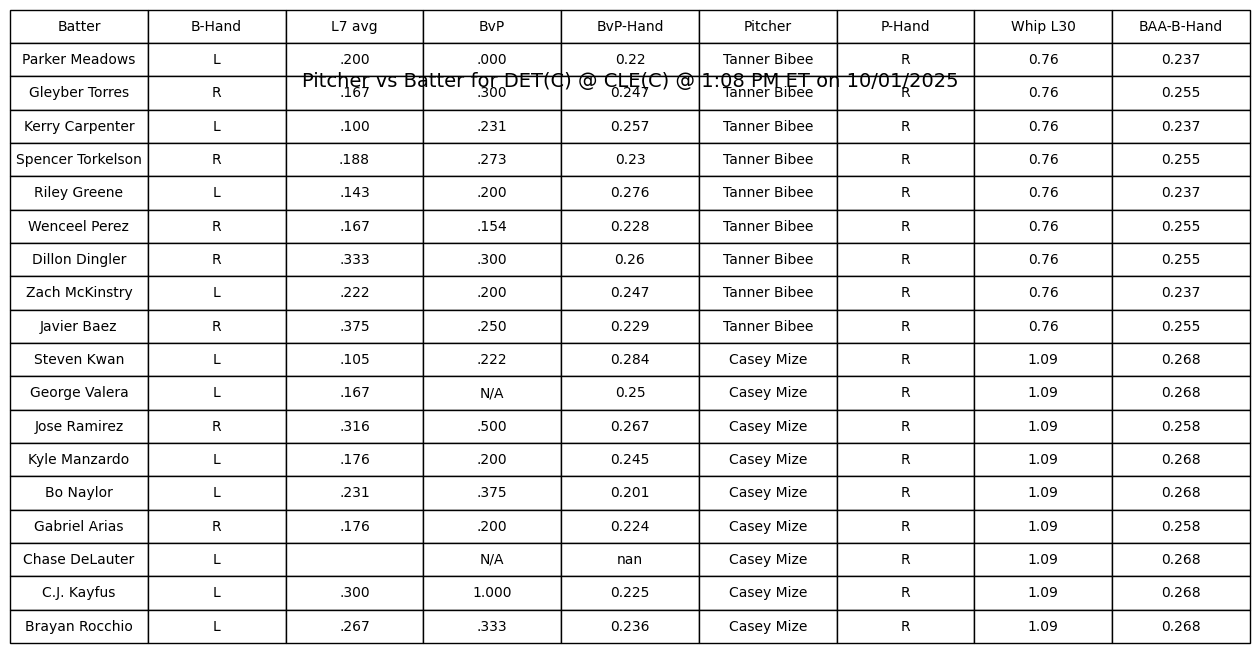 Batter B-Hand L7 avg BvP BvP-Hand Pitcher P-Hand Whip L30 BAA-B-Hand
Parker Meadows L .200 .000 0.22 Tanner Bibee R 0.76 0.237
Pitcher vs Batter for DET(C) @ CLE(C) @ 1:08 PM ET on 10/01/2025
Gleyber Torres R .167 .300 0.247 Tanner Bibee R 0.76 0.255
Kerry Carpenter L .100 .231 0.257 Tanner Bibee R 0.76 0.237
Spencer Torkelson R .188 .273 0.23 Tanner Bibee R 0.76 0.255
Riley Greene L .143 .200 0.276 Tanner Bibee R 0.76 0.237
Wenceel Perez R .167 .154 0.228 Tanner Bibee R 0.76 0.255
Dillon Dingler R .333 .300 0.26 Tanner Bibee R 0.76 0.255
Zach McKinstry L .222 .200 0.247 Tanner Bibee R 0.76 0.237
Javier Baez R .375 .250 0.229 Tanner Bibee R 0.76 0.255
Steven Kwan L .105 .222 0.284 Casey Mize R 1.09 0.268
George Valera L .167 N/A 0.25 Casey Mize R 1.09 0.268
Jose Ramirez R .316 .500 0.267 Casey Mize R 1.09 0.258
Kyle Manzardo L .176 .200 0.245 Casey Mize R 1.09 0.268
Bo Naylor L .231 .375 0.201 Casey Mize R 1.09 0.268
Gabriel Arias R .176 .200 0.224 Casey Mize R 1.09 0.258
Chase DeLauter L N/A nan Casey Mize R 1.09 0.268
C.J. Kayfus L .300 1.000 0.225 Casey Mize R 1.09 0.268
Brayan Rocchio L .267 .333 0.236 Casey Mize R 1.09 0.268